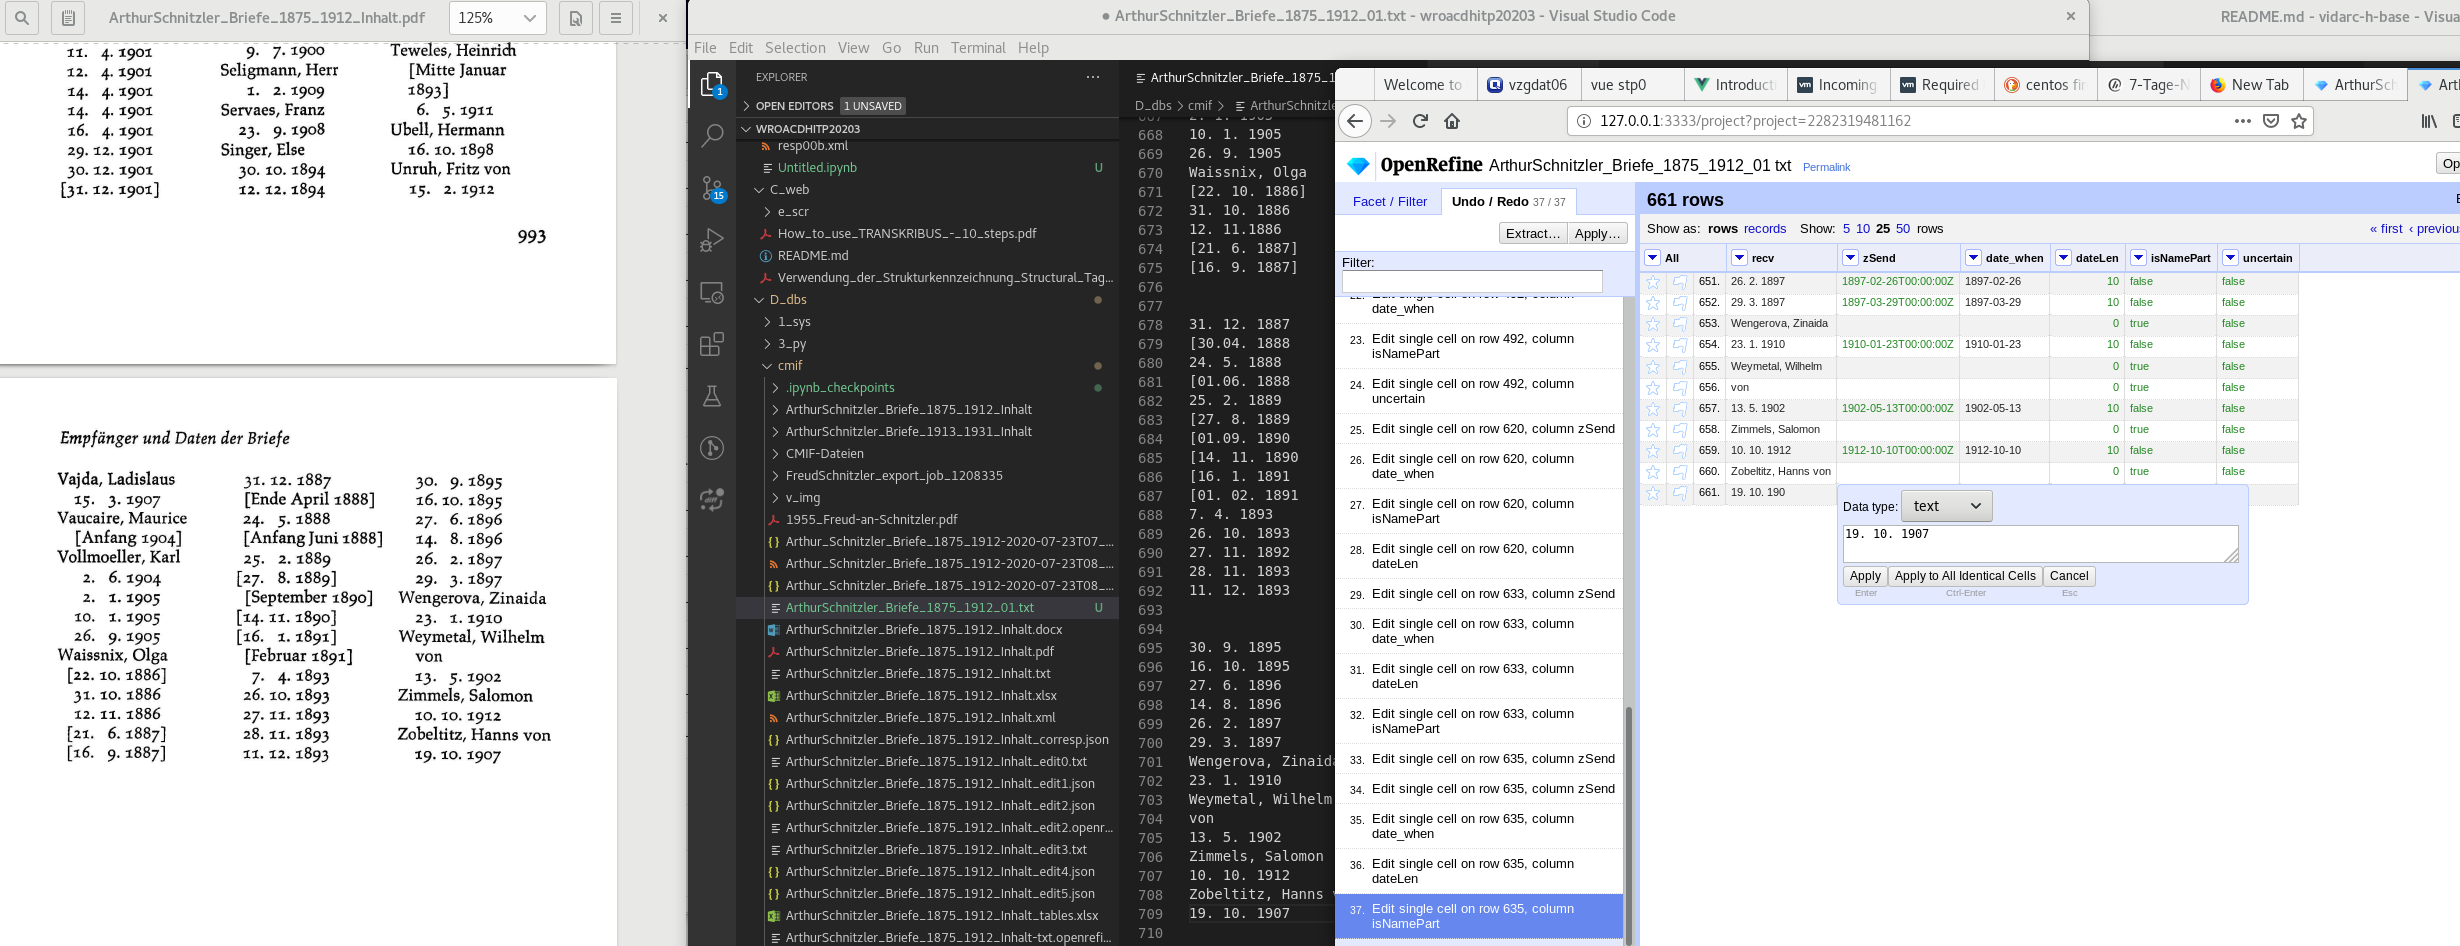 ArthurSchnitzler_Briefe_1875_1912_Inhalt.pdf
125%
11. 4. 1901
12. 4. 1901
14. 4. 1901
14. 4. 1901
16. 4. 1901
29. 12. 1901
30. 12. 1901
[31. 12. 1901]
9. 7. 1900
Seligmann, Herr
1. 2. 1909
Servaes, Franz
23. 9. 1908
Singer, Else
30. 10. 1894
12. 12. 1894
Teweles, Heinrich
[Mitte Januar
1893]
6. 5. 1911
Ubell, Hermann
16. 10. 1898
Unruh, Fritz von
15. 2. 1912
993
Empfänger und Daten der Briefe
Vajda, Ladislaus
15. 3. 1907
Vaucaire, Maurice
[Anfang 1904]
Vollmoeller, Karl
2. 6. 1904
2. 1. 1905
10. 1. 1905
26. 9. 1905
Waissnix, Olga
[22. 10. 1886]
31. 10. 1886
12. 11. 1886
[21. 6. 1887]
[16. 9. 1887]
31. 12. 1887
[Ende April 1888]
24. 5. 1888
[Anfang Juni 1888]
25. 2. 1889
[27. 8. 1889]
[September 1890]
[14. 11. 1890]
[16. 1. 1891]
[Februar 1891]
7. 4. 1893
26. 10. 1893
27. 11. 1893
28. 11. 1893
11. 12. 1893
30. 9. 1895
16. 10. 1895
27. 6. 1896
14. 8. 1896
26. 2. 1897
29. 3. 1897
Wengerova, Zinaida
23. 1. 1910
Weymetal, Wilhelm
von
13. 5. 1902
Zimmels, Salomon
10. 10. 1912
Zobeltitz, Hanns von
19. 10. 1907
● ArthurSchnitzler_Briefe_1875_1912_01.txt - wroacdhitp20203 - Visual Studio Code
File Edit Selection View Go Run Terminal Help
1
15
EXPLORER
OPEN EDITORS 1 UNSAVED
WROACDHITP20203
resp00b.xml
Untitled.ipynb U
C_web
e_scr
How_to_use_TRANSKRIBUS_-_10_steps.pdf
README.md
Verwendung_der_Strukturkennzeichnung_Structural_Tag...
D_dbs
1_sys
3_py
cmif
.ipynb_checkpoints
ArthurSchnitzler_Briefe_1875_1912_Inhalt
ArthurSchnitzler_Briefe_1913_1931_Inhalt
CMIF-Dateien
FreudSchnitzler_export_job_1208335
v_img
1955_Freud-an-Schnitzler.pdf
Arthur_Schnitzler_Briefe_1875_1912-2020-07-23T07_...
Arthur_Schnitzler_Briefe_1875_1912-2020-07-23T08_...
Arthur_Schnitzler_Briefe_1875_1912-2020-07-23T08_...
ArthurSchnitzler_Briefe_1875_1912_01.txt U
ArthurSchnitzler_Briefe_1875_1912_Inhalt.docx
ArthurSchnitzler_Briefe_1875_1912_Inhalt.pdf
ArthurSchnitzler_Briefe_1875_1912_Inhalt.txt
ArthurSchnitzler_Briefe_1875_1912_Inhalt.xlsx
ArthurSchnitzler_Briefe_1875_1912_Inhalt.xml
ArthurSchnitzler_Briefe_1875_1912_Inhalt_corresp.json
ArthurSchnitzler_Briefe_1875_1912_Inhalt_edit0.txt
ArthurSchnitzler_Briefe_1875_1912_Inhalt_edit1.json
ArthurSchnitzler_Briefe_1875_1912_Inhalt_edit2.json
ArthurSchnitzler_Briefe_1875_1912_Inhalt_edit2.openr...
ArthurSchnitzler_Briefe_1875_1912_Inhalt_edit3.txt
ArthurSchnitzler_Briefe_1875_1912_Inhalt_edit4.json
ArthurSchnitzler_Briefe_1875_1912_Inhalt_edit5.json
ArthurSchnitzler_Briefe_1875_1912_Inhalt_tables.xlsx
ArthurSchnitzler_Briefe_1875_1912_Inhalt-txt.openrefi...
ArthurSchnitzler_Briefe_1875_1
D_dbs > cmif > ArthurSchnitzle
667 2. 1. 1905
668 10. 1. 1905
669 26. 9. 1905
670 Waissnix, Olga
671 [22. 10. 1886]
672 31. 10. 1886
673 12. 11.1886
674 [21. 6. 1887]
675 [16. 9. 1887]
676
677
678 31. 12. 1887
679 [30.04. 1888
680 24. 5. 1888
681 [01.06. 1888
682 25. 2. 1889
683 [27. 8. 1889
684 [01.09. 1890
685 [14. 11. 1890
686 [16. 1. 1891
687 [01. 02. 1891
688 7. 4. 1893
689 26. 10. 1893
690 27. 11. 1892
691 28. 11. 1893
692 11. 12. 1893
693
694
695 30. 9. 1895
696 16. 10. 1895
697 27. 6. 1896
698 14. 8. 1896
699 26. 2. 1897
700 29. 3. 1897
701 Wengerova, Zinaida
702 23. 1. 1910
703 Weymetal, Wilhelm
704 von
705 13. 5. 1902
706 Zimmels, Salomon
707 10. 10. 1912
708 Zobeltitz, Hanns v
709 19. 10. 1907
710
README.md - vidarc-h-base - Visua
Welcome to
vzgdat06
vue stp0
Introducti
Incoming
Required
centos fir
7-Tage-N
New Tab
ArthurSch
Art
127.0.0.1:3333/project?project=2282319481162
OpenRefine ArthurSchnitzler_Briefe_1875_1912_01 txt Permalink
Op
Facet / Filter Undo / Redo 37 / 37
Extract... Apply...
Filter:
22. Edit single cell on row 492, column
date_when
23. Edit single cell on row 492, column
isNamePart
24. Edit single cell on row 492, column
uncertain
25. Edit single cell on row 620, column zSend
26. Edit single cell on row 620, column
date_when
27. Edit single cell on row 620, column
isNamePart
28. Edit single cell on row 620, column
dateLen
29. Edit single cell on row 633, column zSend
30. Edit single cell on row 633, column
date_when
31. Edit single cell on row 633, column
dateLen
32. Edit single cell on row 633, column
isNamePart
33. Edit single cell on row 635, column zSend
34. Edit single cell on row 635, column zSend
35. Edit single cell on row 635, column
date_when
36. Edit single cell on row 635, column
dateLen
37. Edit single cell on row 635, column
isNamePart
661 rows
E
Show as: rows records Show: 5 10 25 50 rows
« first ‹ previou
All recv zSend date_when dateLen isNamePart uncertain
651. 26. 2. 1897 1897-02-26T00:00:00Z 1897-02-26 10 false false
652. 29. 3. 1897 1897-03-29T00:00:00Z 1897-03-29 10 false false
653. Wengerova, Zinaida 0 true false
654. 23. 1. 1910 1910-01-23T00:00:00Z 1910-01-23 10 false false
655. Weymetal, Wilhelm 0 true false
656. von 0 true false
657. 13. 5. 1902 1902-05-13T00:00:00Z 1902-05-13 10 false false
658. Zimmels, Salomon 0 true false
659. 10. 10. 1912 1912-10-10T00:00:00Z 1912-10-10 10 false false
660. Zobeltitz, Hanns von 0 true false
661. 19. 10. 190
Data type: text
19. 10. 1907
Apply Apply to All Identical Cells Cancel
Enter Ctrl-Enter Esc